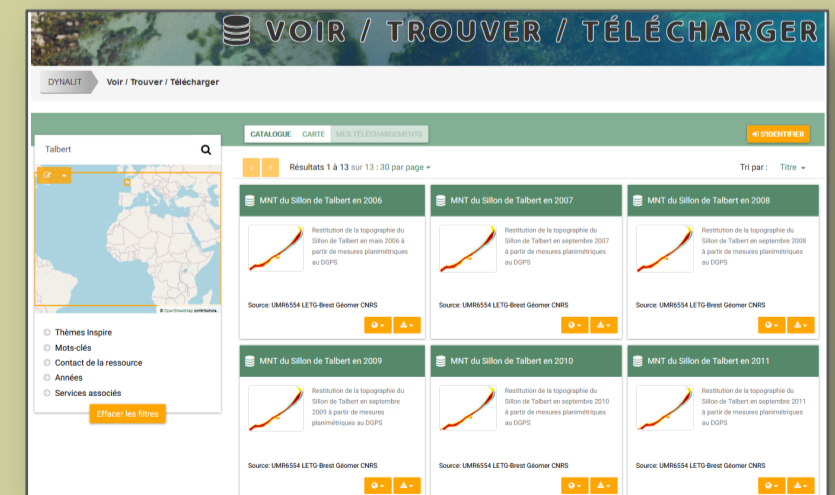 VOIR / TROUVER / TÉLÉCHARGER
DYNALIT
Voir / Trouver / Télécharger
CATALOGUE CARTE MES TÉLÉCHARGEMENTS
S'IDENTIFIER
Talbert
Résultats 1 à 13 sur 13 : 30 par page
Tri par : Titre
© OpenStreetMap contributors.
Thèmes Inspire
Mots-clés
Contact de la ressource
Années
Services associés
Effacer les filtres
MNT du Sillon de Talbert en 2006
Restitution de la topographie du
Sillon de Talbert en mais 2006 à
partir de mesures planimétriques
au DGPS
Source: UMR6554 LETG-Brest Géomer CNRS
MNT du Sillon de Talbert en 2007
Restitution de la topographie du
Sillon de Talbert en septembre 2007
à partir de mesures planimétriques
au DGPS
Source: UMR6554 LETG-Brest Géomer CNRS
MNT du Sillon de Talbert en 2008
Restitution de la topographie du
Sillon de Talbert en septembre 2008
à partir de mesures planimétriques
au DGPS
Source: UMR6554 LETG-Brest Géomer CNRS
MNT du Sillon de Talbert en 2009
Restitution de la topographie du
Sillon de Talbert en septembre
2009 à partir de mesures
planimétriques au DGPS
Source: UMR6554 LETG-Brest Géomer CNRS
MNT du Sillon de Talbert en 2010
Restitution de la topographie du
Sillon de Talbert en septembre 2010
à partir de mesures planimétriques
au DGPS
Source: UMR6554 LETG-Brest Géomer CNRS
MNT du Sillon de Talbert en 2011
Restitution de la topographie du
Sillon de Talbert en septembre 2011
à partir de mesures planimétriques
au DGPS
Source: UMR6554 LETG-Brest Géomer CNRS